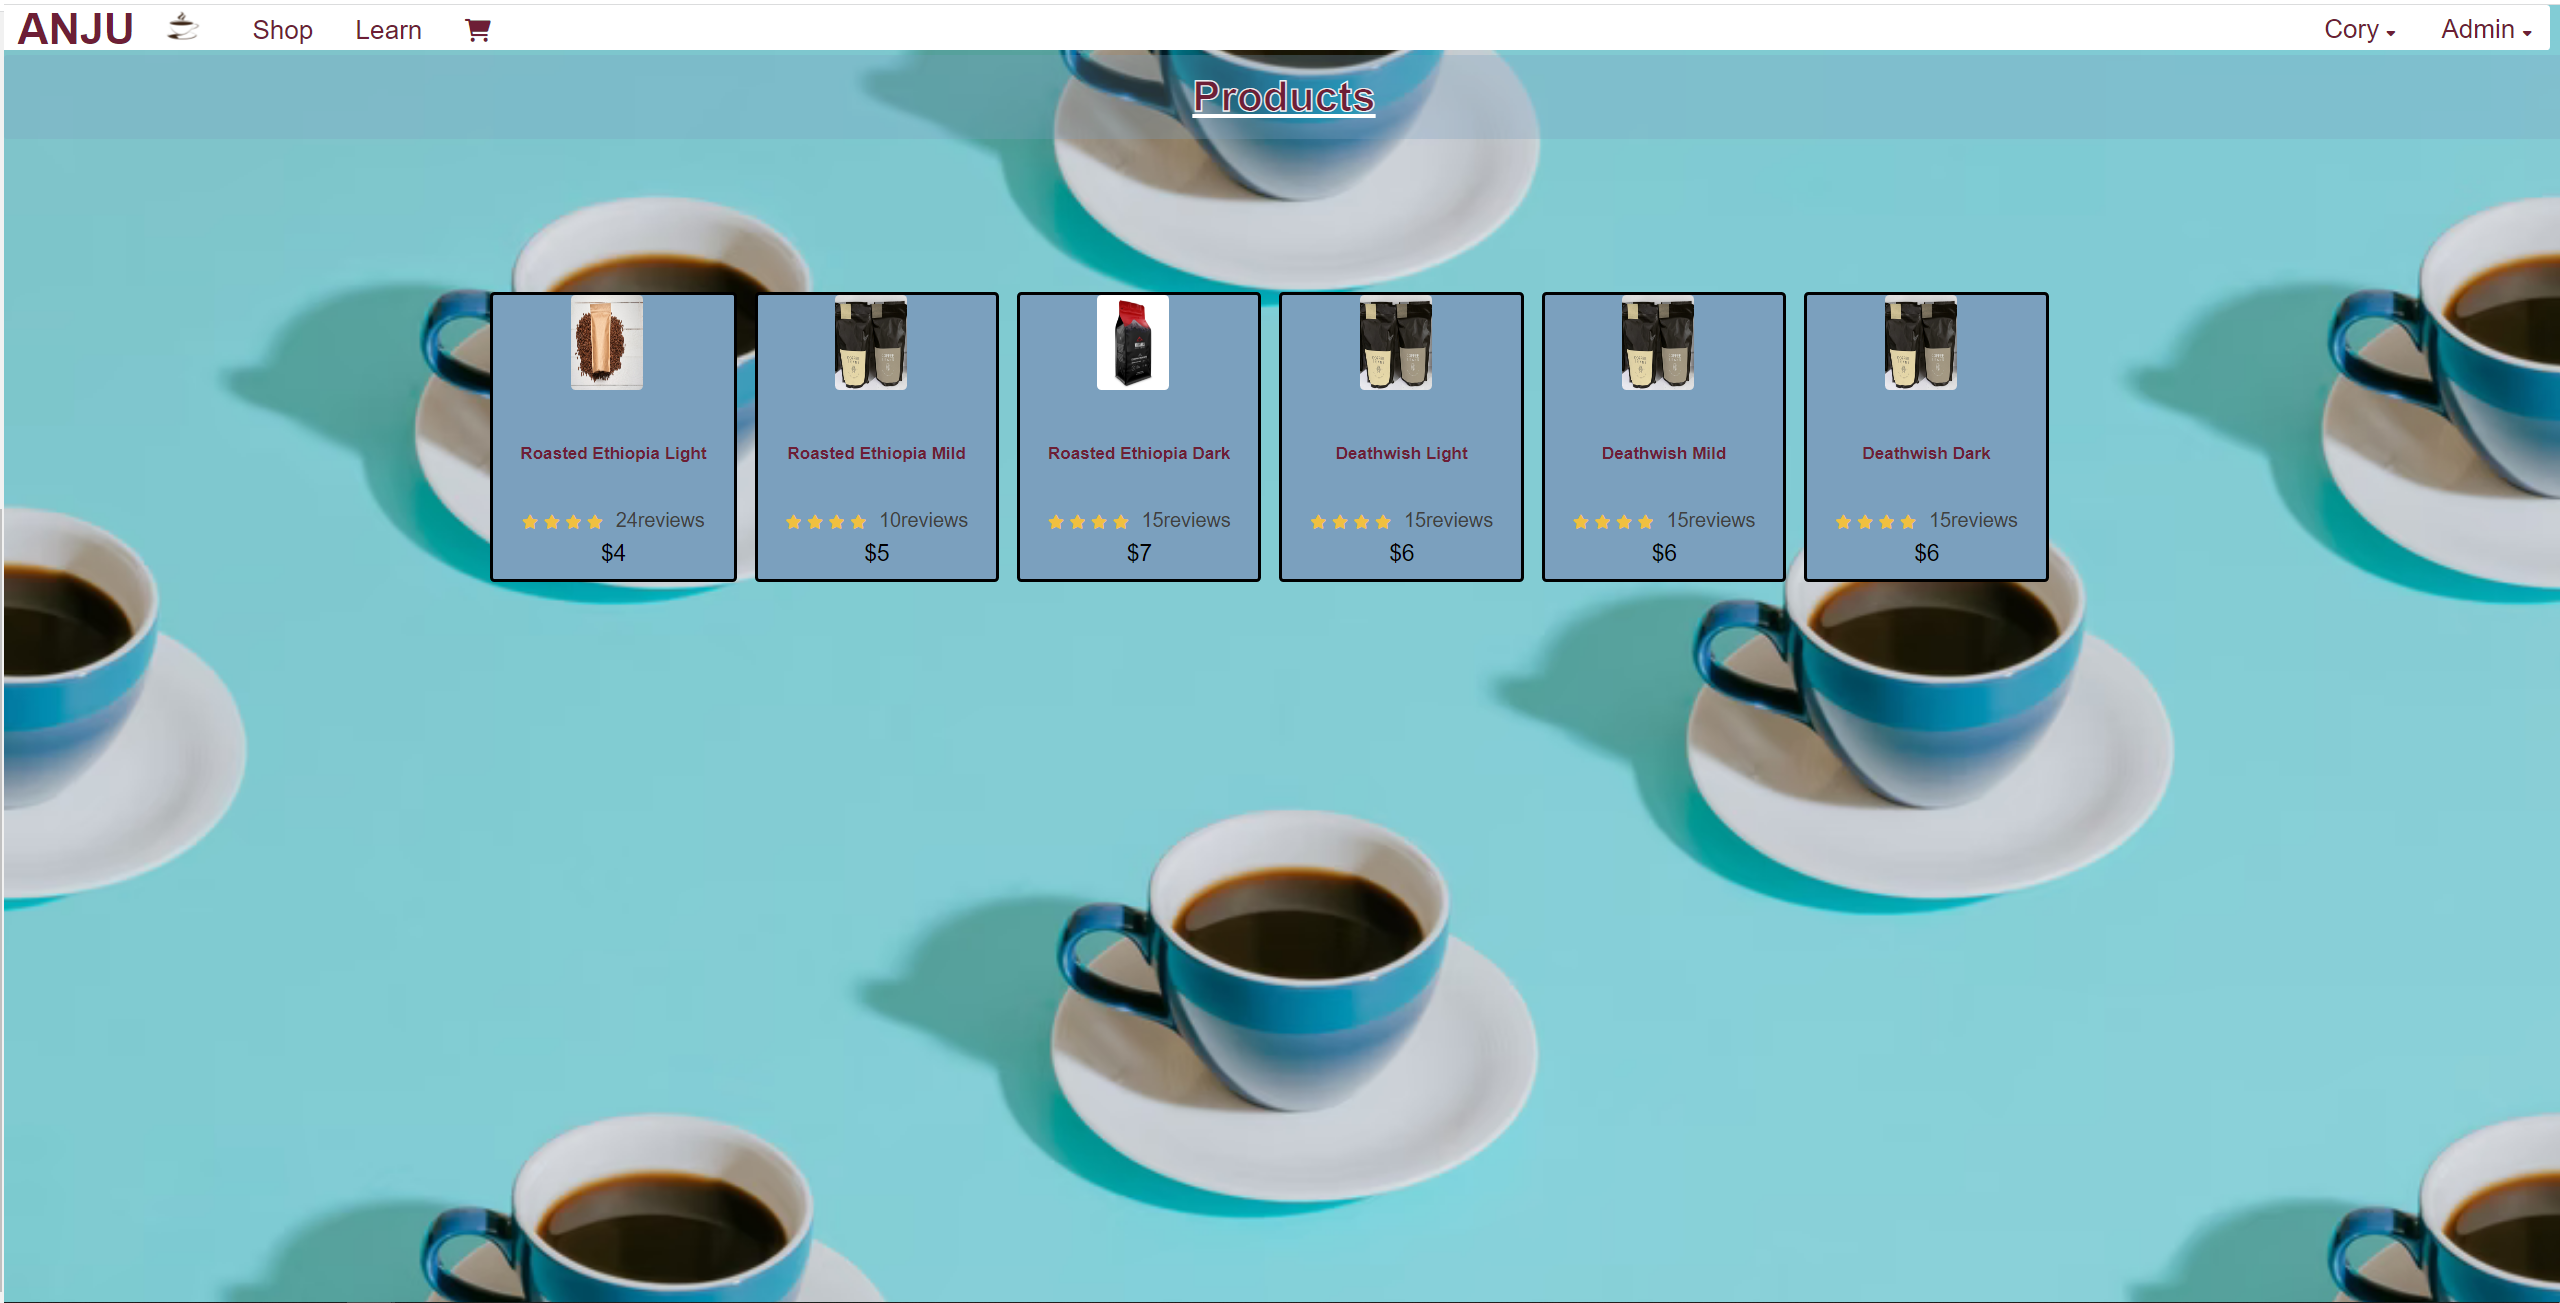 ANJU Shop Learn Cory Admin
Products
Roasted Ethiopia Light
24reviews
$4
Roasted Ethiopia Mild
10reviews
$5
Roasted Ethiopia Dark
15reviews
$7
Deathwish Light
15reviews
$6
Deathwish Mild
15reviews
$6
Deathwish Dark
15reviews
$6